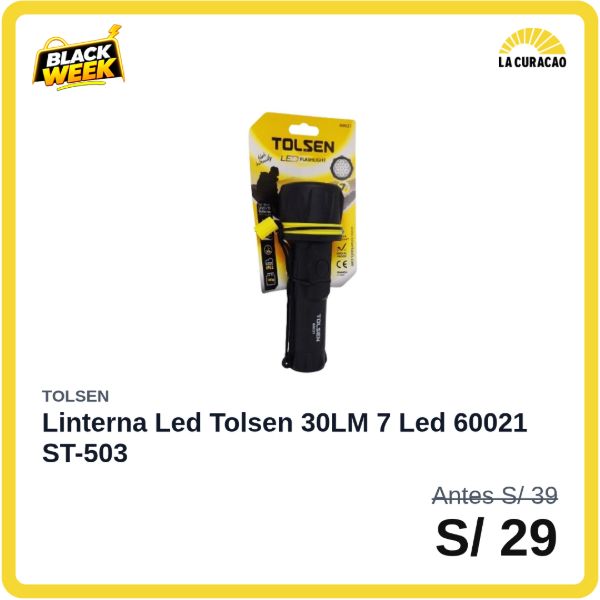 BLACK
WEEK
LA CURACAO
TOLSEN
LED FLASHLIGHT
TOLSEN
TOLSEN
Linterna Led Tolsen 30LM 7 Led 60021
ST-503
Antes S/ 39
S/ 29